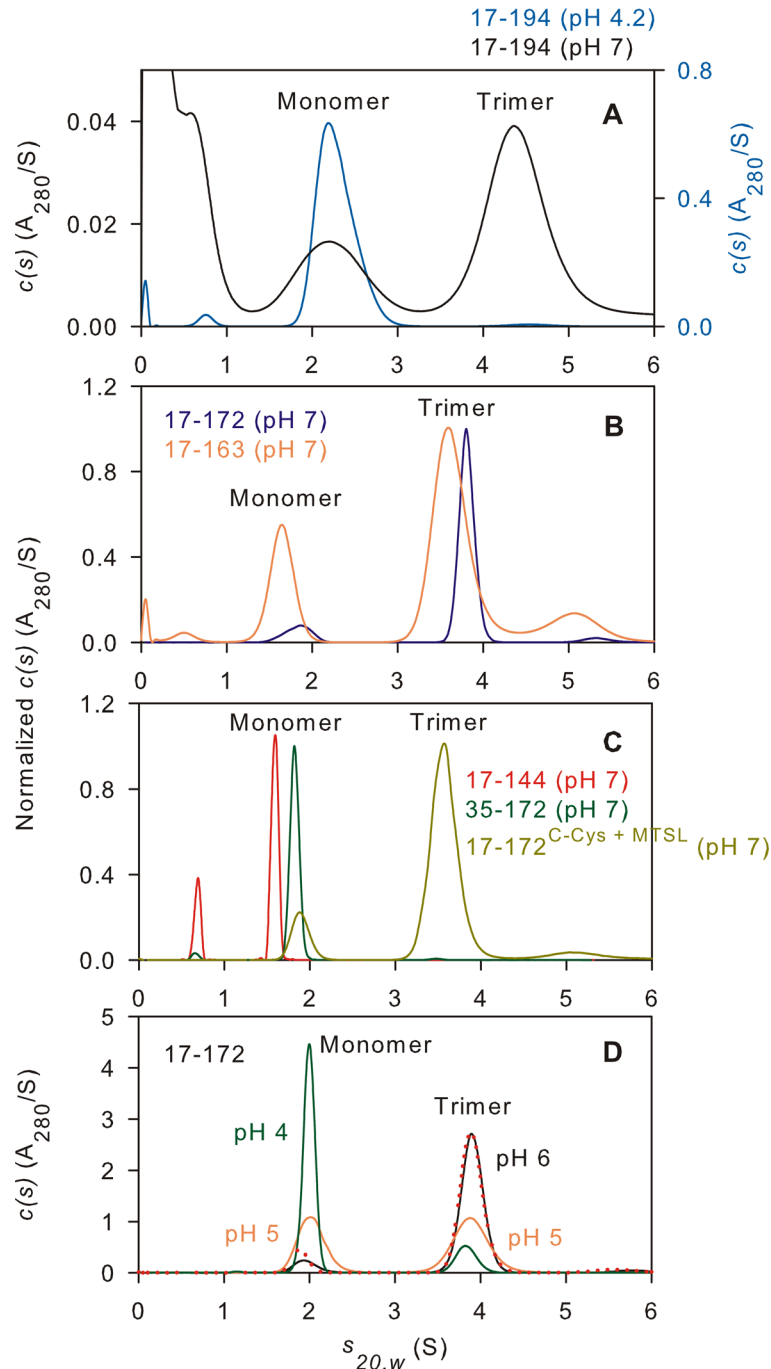 17-194 (pH 4.2)
17-194 (pH 7)
Monomer
Trimer
A
0.04
0.02
0.00
c(s) (A280/S)
0.8
0.4
0.0
c(s) (A280/S)
0 1 2 3 4 5 6
1.2
0.8
0.4
0.0
17-172 (pH 7)
17-163 (pH 7)
Monomer
Trimer
B
0 1 2 3 4 5 6
Normalized c(s) (A280/S)
1.2
0.8
0.4
0.0
Monomer
Trimer
C
17-144 (pH 7)
35-172 (pH 7)
17-172C-Cys + MTSL (pH 7)
0 1 2 3 4 5 6
5
4
3
2
1
0
c(s) (A280/S)
17-172
Monomer
D
pH 4
Trimer
pH 6
pH 5
pH 5
0 1 2 3 4 5 6
s20,w (S)